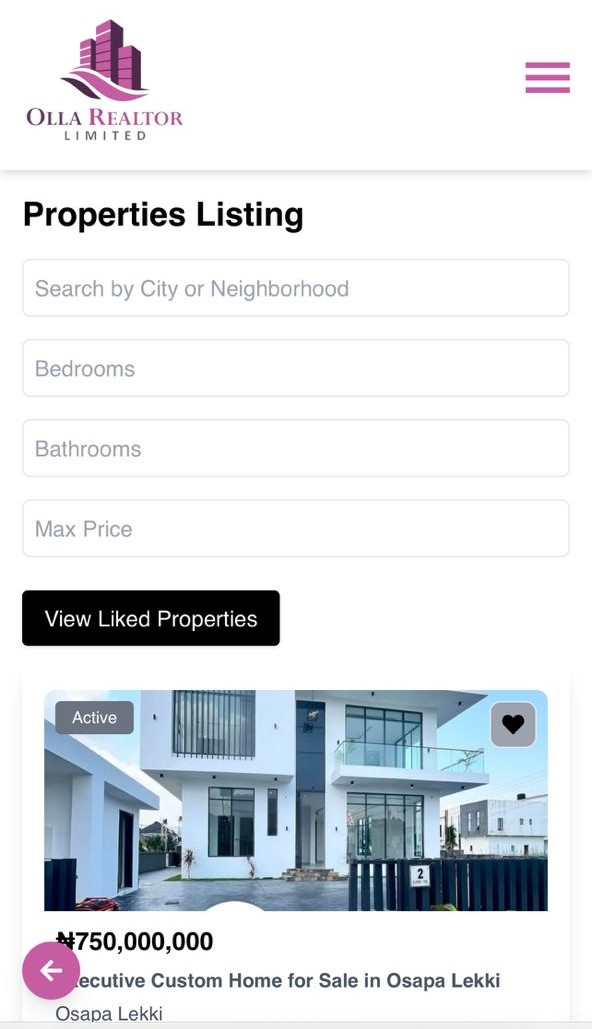 OLLA REALTOR
LIMITED
Properties Listing
Search by City or Neighborhood
Bedrooms
Bathrooms
Max Price
View Liked Properties
Active
2
₦750,000,000
ecutive Custom Home for Sale in Osapa Lekki
Osapa Lekki